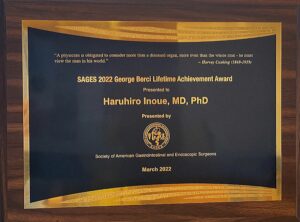 "A physician is obligated to consider more than a diseased organ, more even than the whole man - he must
view the man in his world."
~ Harvey Cushing (1869-1939)
SAGES 2022 George Berci Lifetime Achievement Award
Presented to
Haruhiro Inoue, MD, PhD
Presented by
Society of American Gastrointestinal and Endoscopic Surgeons
March 2022